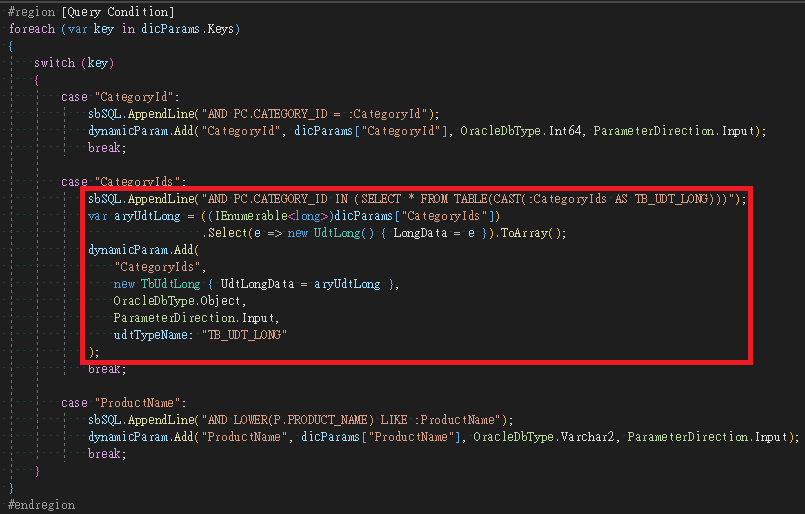 #region [Query Condition]
foreach (var key in dicParams.Keys)
{
    switch (key)
    {
        case "CategoryId":
            sbSQL.AppendLine("AND PC.CATEGORY_ID = :CategoryId");
            dynamicParam.Add("CategoryId", dicParams["CategoryId"], OracleDbType.Int64, ParameterDirection.Input);
            break;

        case "CategoryIds":
            sbSQL.AppendLine("AND PC.CATEGORY_ID IN (SELECT * FROM TABLE(CAST(:CategoryIds AS TB_UDT_LONG)))");
            var aryUdtLong = ((IEnumerable<long>)dicParams["CategoryIds"])
                             .Select(e => new UdtLong() { LongData = e }).ToArray();
            dynamicParam.Add(
                "CategoryIds",
                new TbUdtLong { UdtLongData = aryUdtLong },
                OracleDbType.Object,
                ParameterDirection.Input,
                udtTypeName: "TB_UDT_LONG"
            );
            break;

        case "ProductName":
            sbSQL.AppendLine("AND LOWER(P.PRODUCT_NAME) LIKE :ProductName");
            dynamicParam.Add("ProductName", dicParams["ProductName"], OracleDbType.Varchar2, ParameterDirection.Input);
            break;
    }
}
#endregion